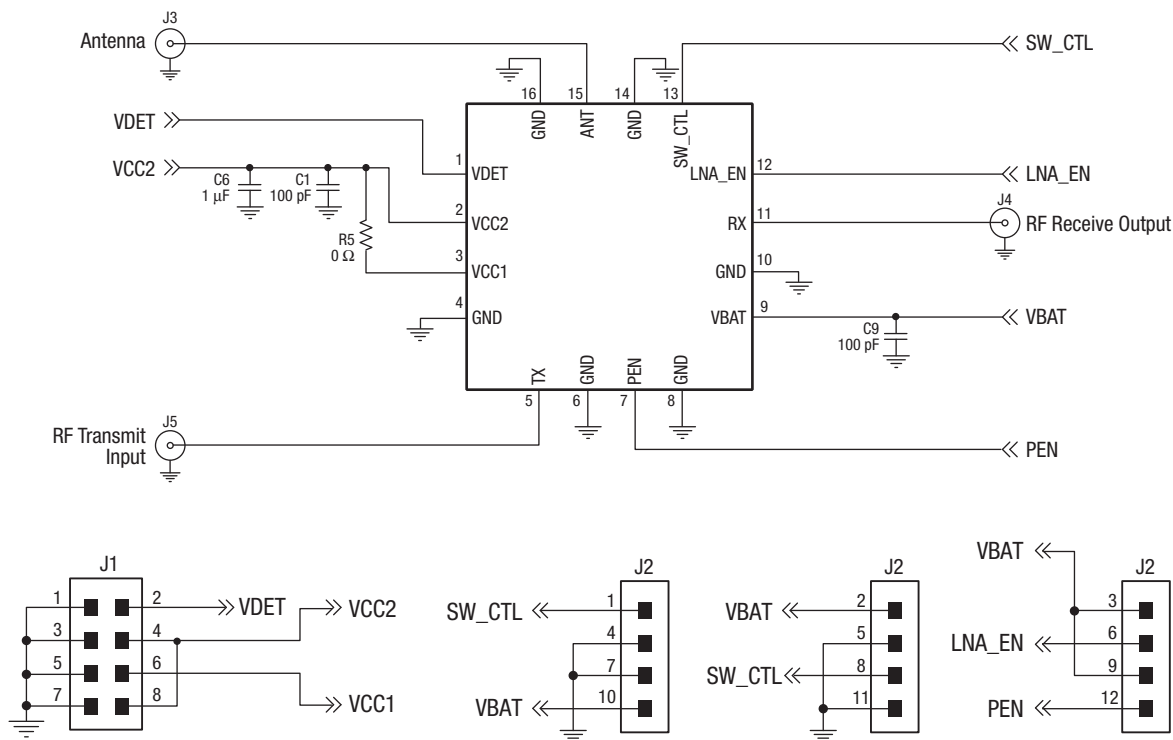 J3
Antenna
SW_CTL
16
15
14
13
GND
ANT
GND
SW_CTL
VDET
1
VDET
LNA_EN
12
LNA_EN
VCC2
C6
1 µF
C1
100 pF
2
VCC2
RX
11
J4
RF Receive Output
R5
0 Ω
3
VCC1
GND
10
4
GND
VBAT
9
VBAT
C9
100 pF
TX
GND
PEN
GND
5
6
7
8
J5
RF Transmit
Input
PEN
J1
1
2
VDET
VCC2
3
4
5
6
7
8
VCC1
J2
SW_CTL
1
4
7
VBAT
10
J2
VBAT
2
5
SW_CTL
8
11
VBAT
J2
3
LNA_EN
6
9
PEN
12